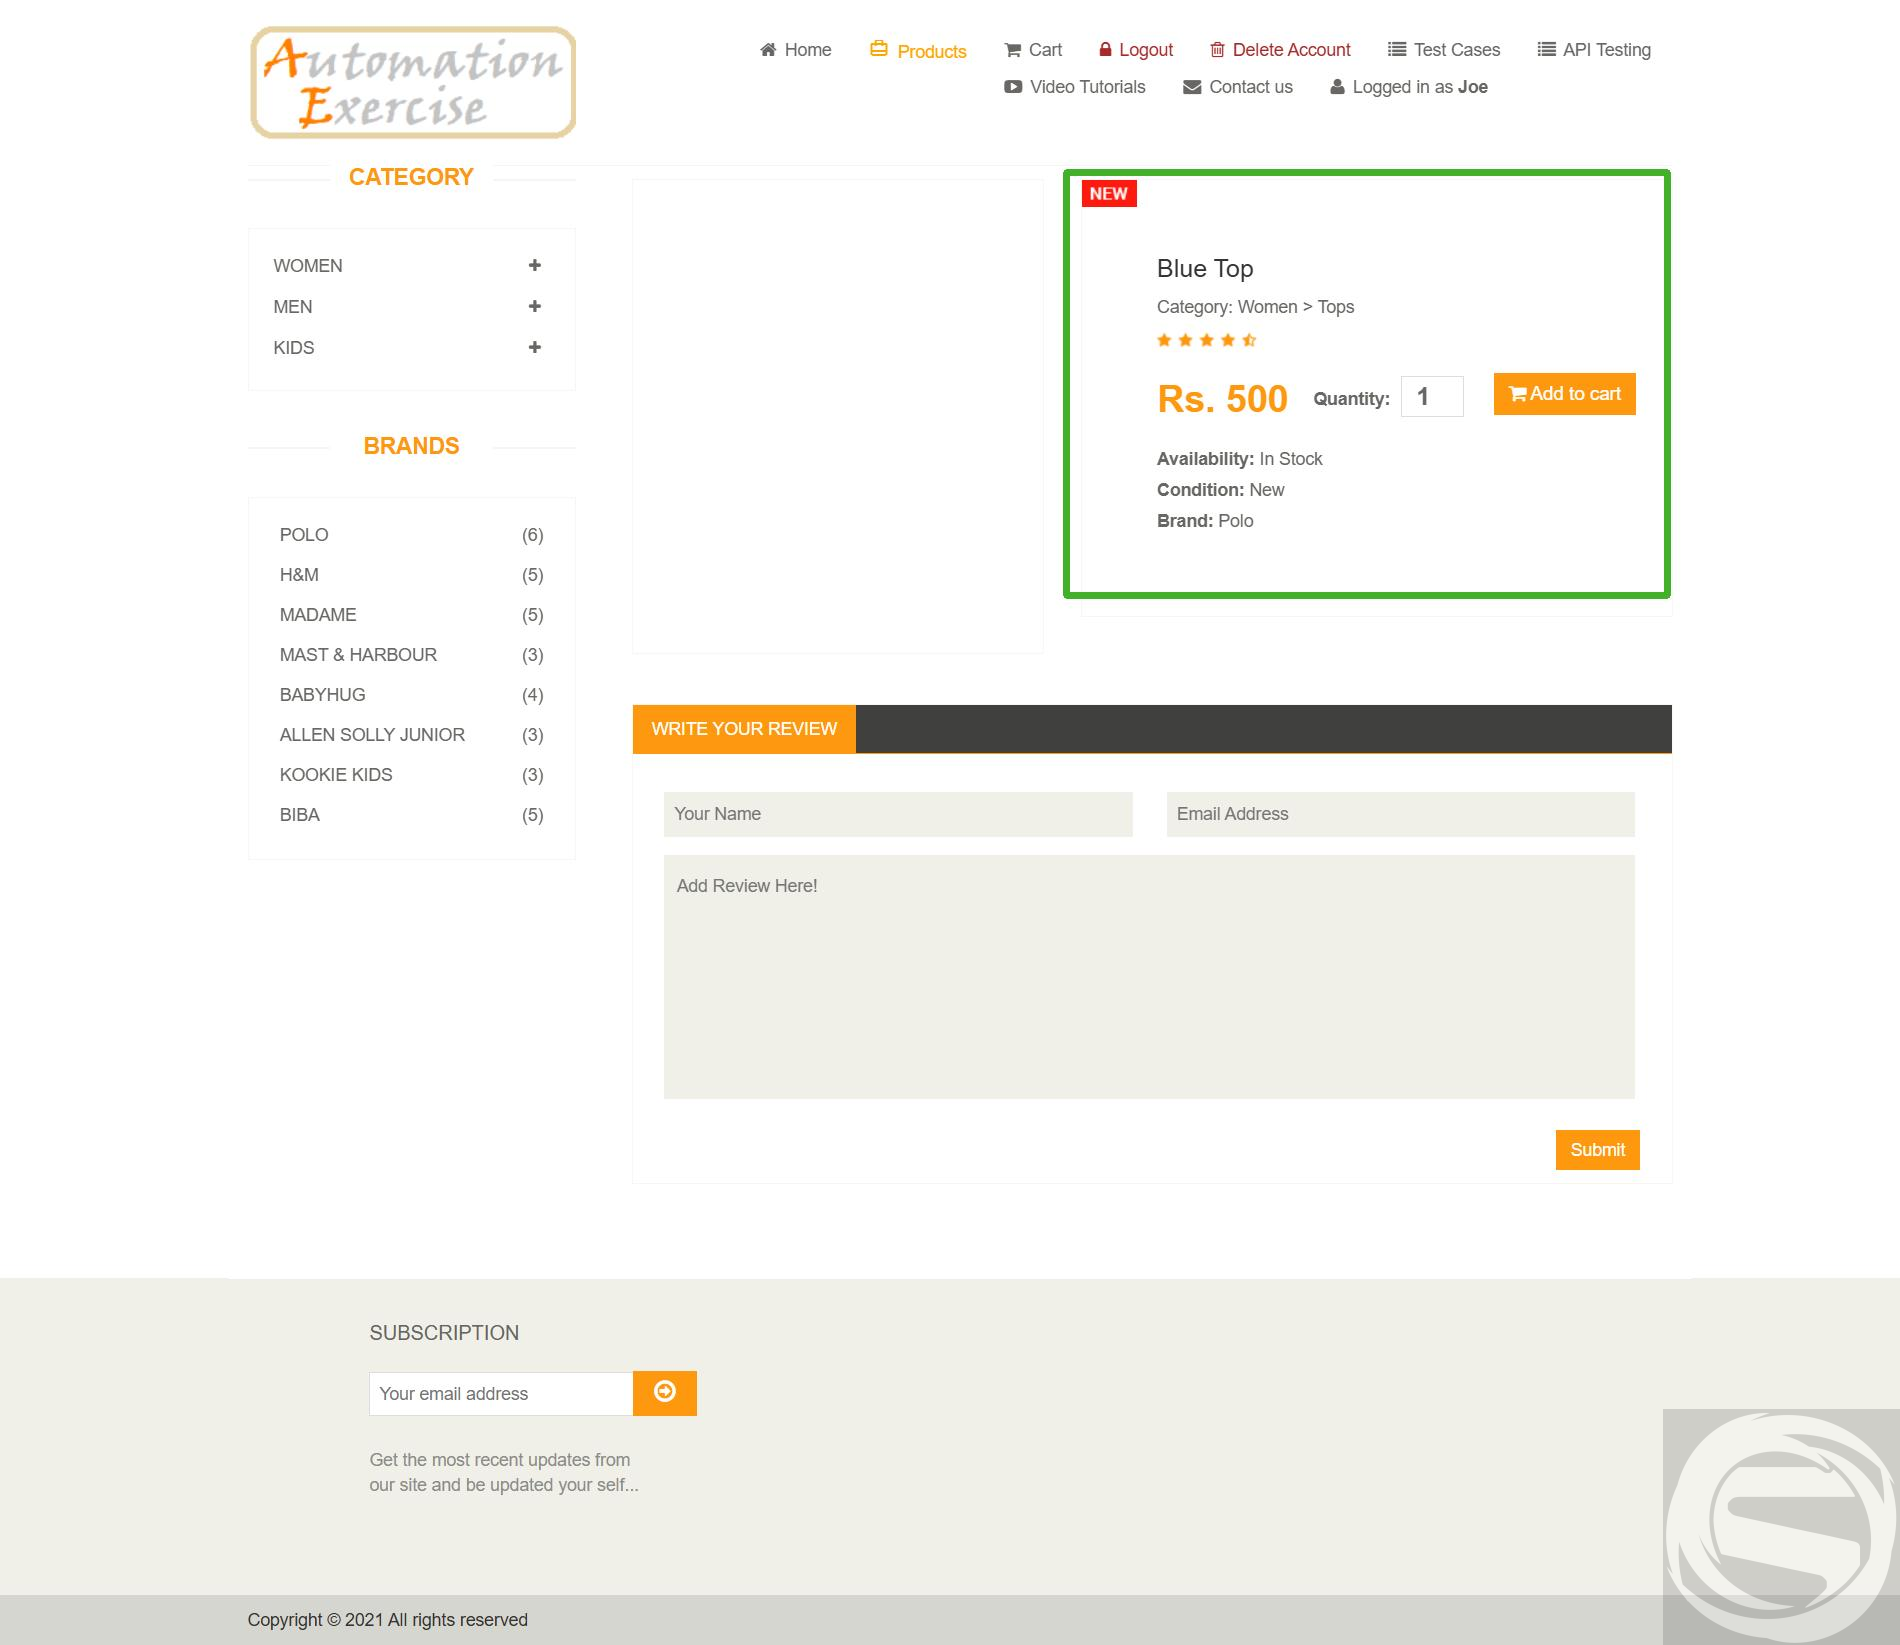 Automation
Exercise
Home
Products
Cart
Logout
Delete Account
Test Cases
API Testing
Video Tutorials
Contact us
Logged in as Joe
CATEGORY
WOMEN
MEN
KIDS
BRANDS
POLO (6)
H&M (5)
MADAME (5)
MAST & HARBOUR (3)
BABYHUG (4)
ALLEN SOLLY JUNIOR (3)
KOOKIE KIDS (3)
BIBA (5)
NEW
Blue Top
Category: Women > Tops
Rs. 500 Quantity: 1 Add to cart
Availability: In Stock
Condition: New
Brand: Polo
WRITE YOUR REVIEW
Your Name
Email Address
Add Review Here!
Submit
SUBSCRIPTION
Your email address
Get the most recent updates from
our site and be updated your self...
Copyright © 2021 All rights reserved